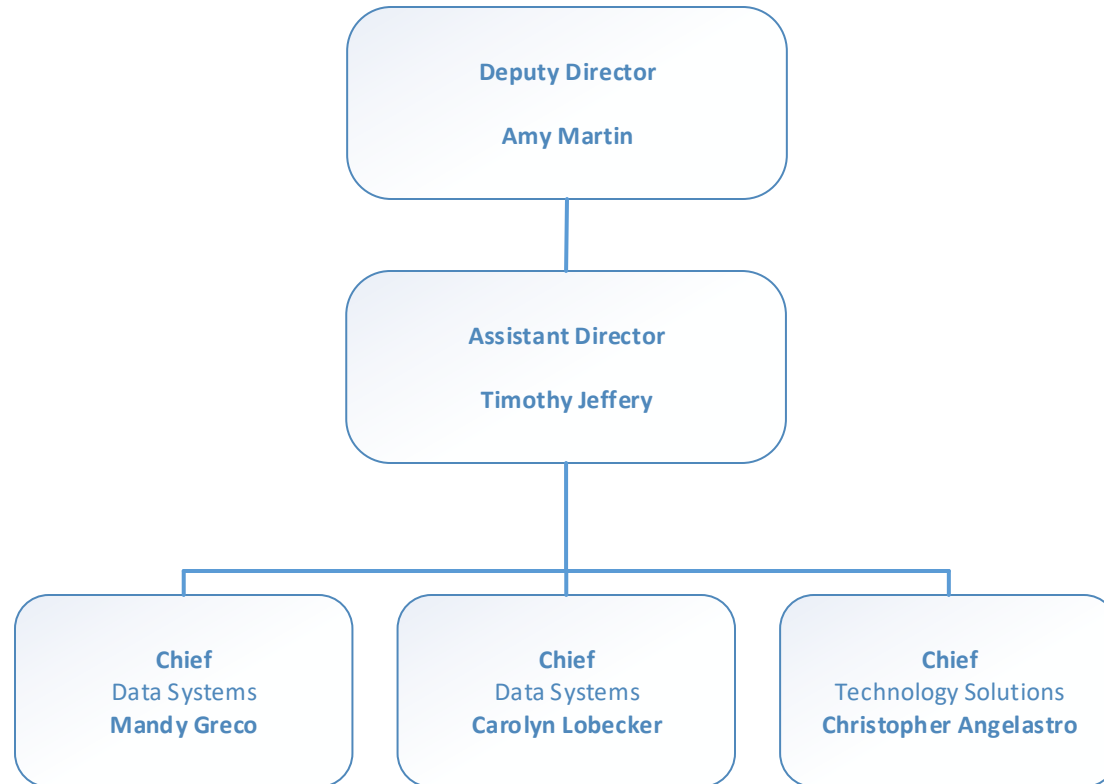 Deputy Director
Amy Martin
Assistant Director
Timothy Jeffery
Chief
Data Systems
Mandy Greco
Chief
Data Systems
Carolyn Lobecker
Chief
Technology Solutions
Christopher Angelastro